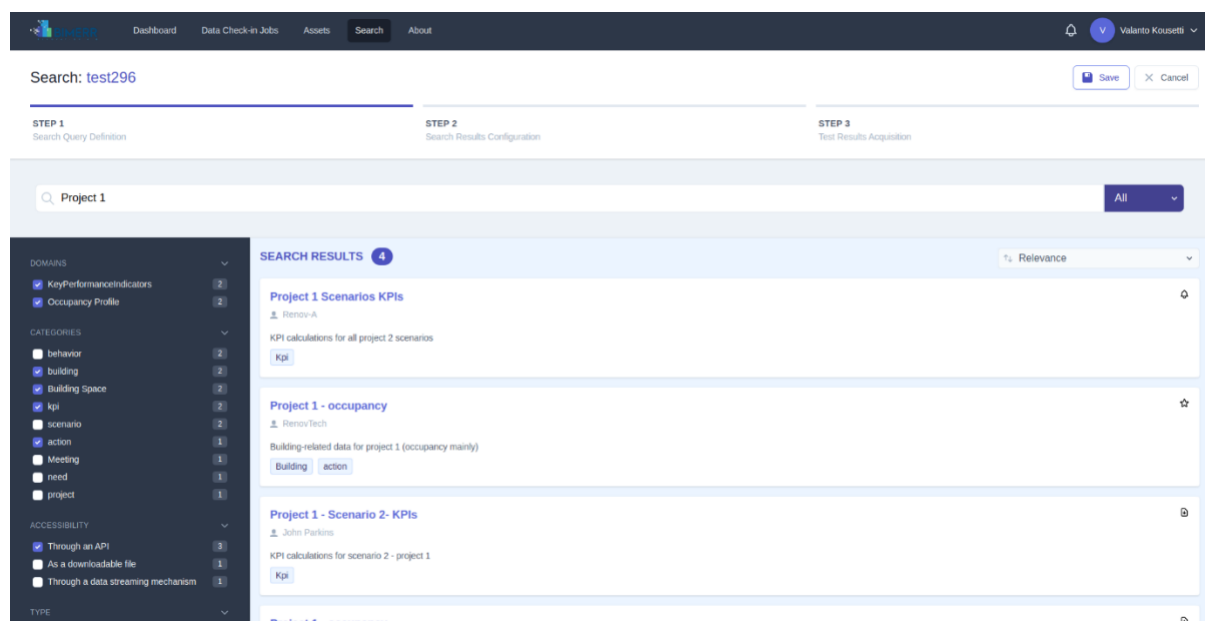 Dashboard Data Check-in Jobs Assets Search About V Valanto Kousetti
Search: test296 Save Cancel
STEP 1 STEP 2 STEP 3
Search Query Definition Search Results Configuration Test Results Acquisition
Project 1 All
DOMAINS
KeyPerformanceIndicators 2
Occupancy Profile 2
CATEGORIES
behavior 2
building 2
Building Space 2
kpi 2
scenario 2
action 1
Meeting 1
need 1
project 1
ACCESSIBILITY
Through an API 3
As a downloadable file 1
Through a data streaming mechanism 1
TYPE
SEARCH RESULTS 4 Relevance
Project 1 Scenarios KPIs
Renov-A
KPI calculations for all project 2 scenarios
Kpi
Project 1 - occupancy
RenovTech
Building-related data for project 1 (occupancy mainly)
Building action
Project 1 - Scenario 2- KPIs
John Parkins
KPI calculations for scenario 2 - project 1
Kpi